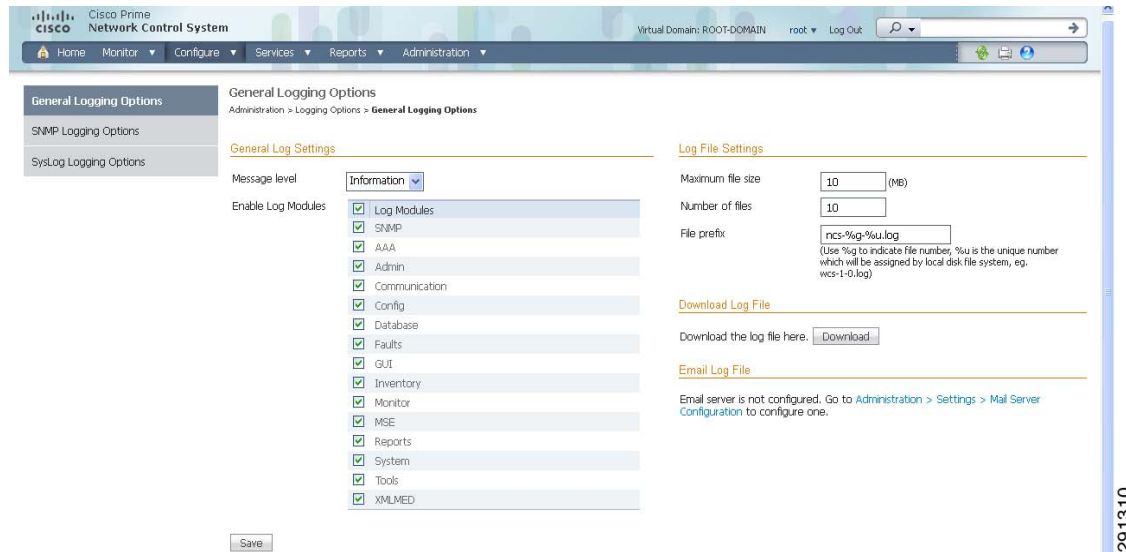 Cisco Prime
CISCO Network Control System
Virtual Domain: ROOT-DOMAIN root Log Out
Home Monitor Configure Services Reports Administration
General Logging Options
SNMP Logging Options
SysLog Logging Options
General Logging Options
Administration > Logging Options > General Logging Options
General Log Settings
Message level Information
Enable Log Modules
Log Modules
SNMP
AAA
Admin
Communication
Config
Database
Faults
GUI
Inventory
Monitor
MSE
Reports
System
Tools
XMLMED
Save
Log File Settings
Maximum file size 10 (MB)
Number of files 10
File prefix ncs-%g-%u.log
(Use %g to indicate file number, %u is the unique number
which will be assigned by local disk file system, eg.
wcs-1-0.log)
Download Log File
Download the log file here. Download
Email Log File
Email server is not configured. Go to Administration > Settings > Mail Server
Configuration to configure one.
291310